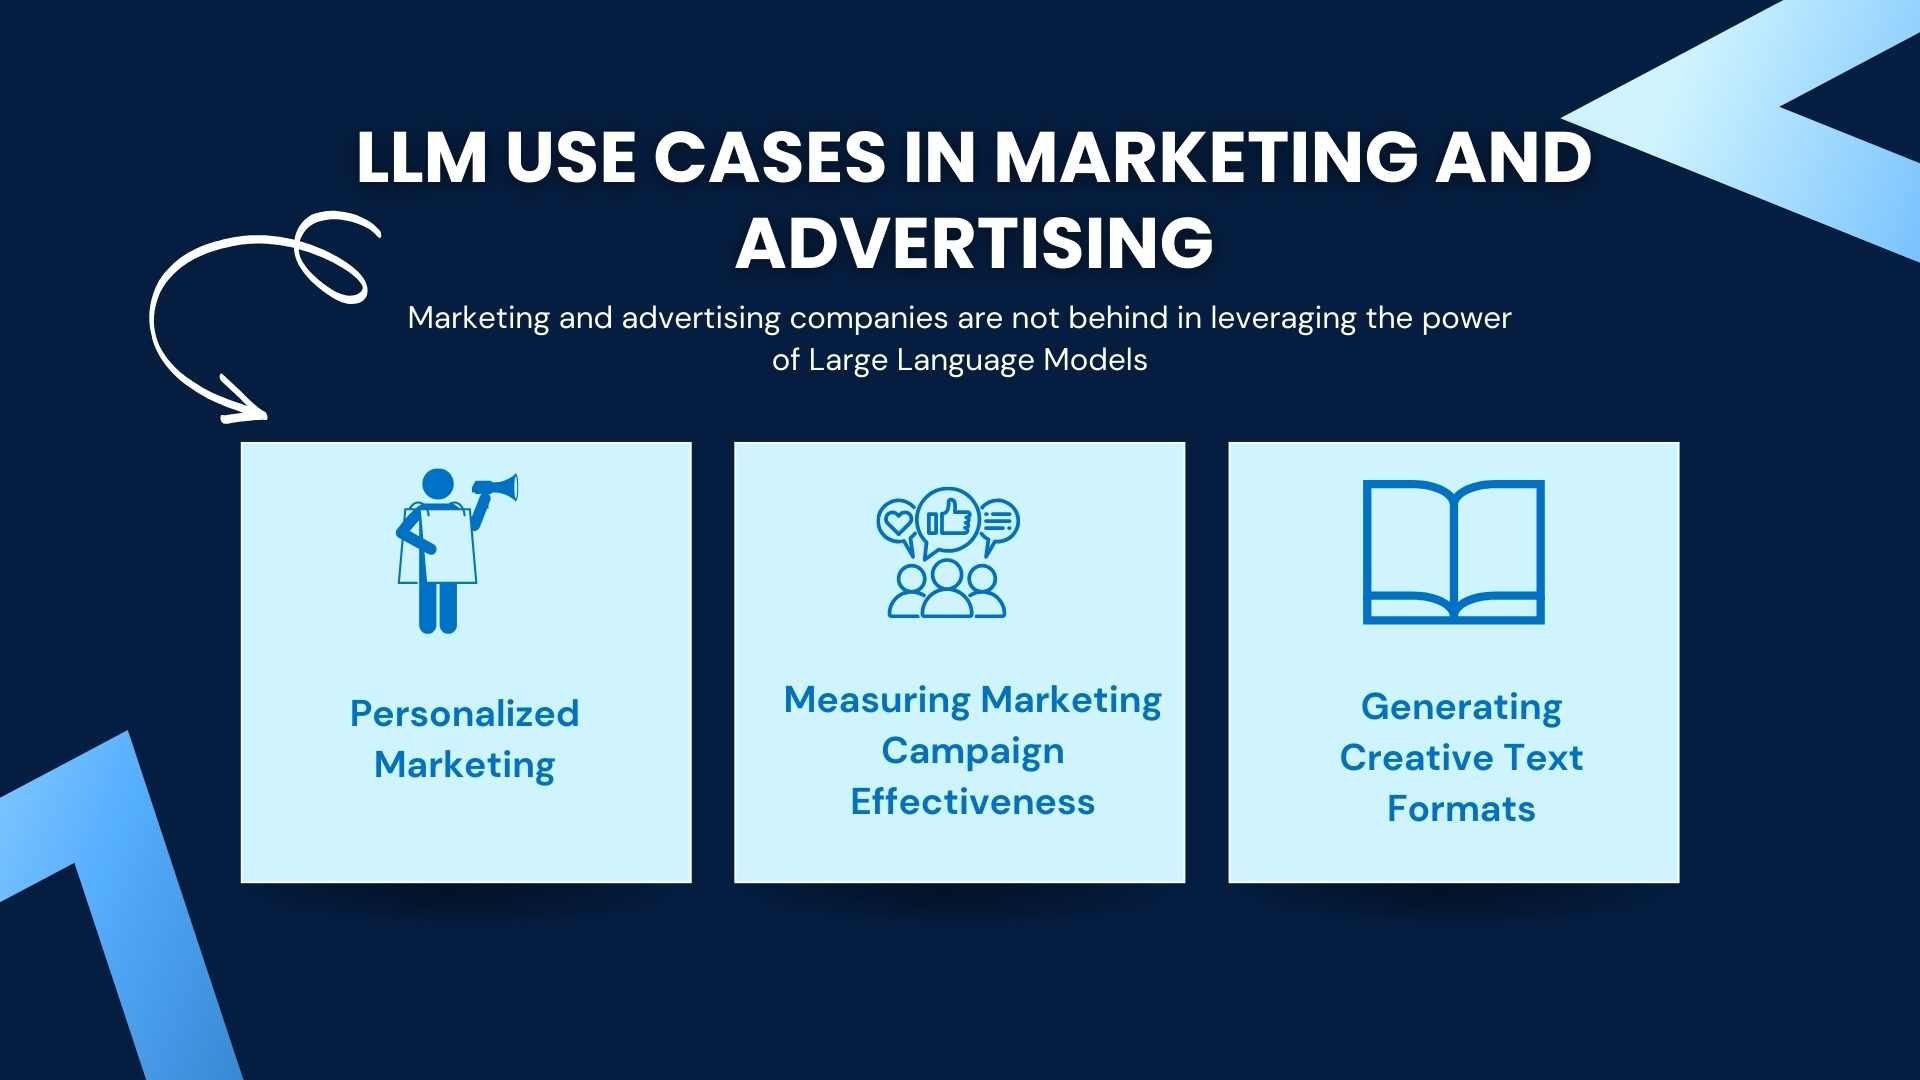 LLM USE CASES IN MARKETING AND
ADVERTISING
Marketing and advertising companies are not behind in leveraging the power
of Large Language Models
Personalized
Marketing
Measuring Marketing
Campaign
Effectiveness
Generating
Creative Text
Formats